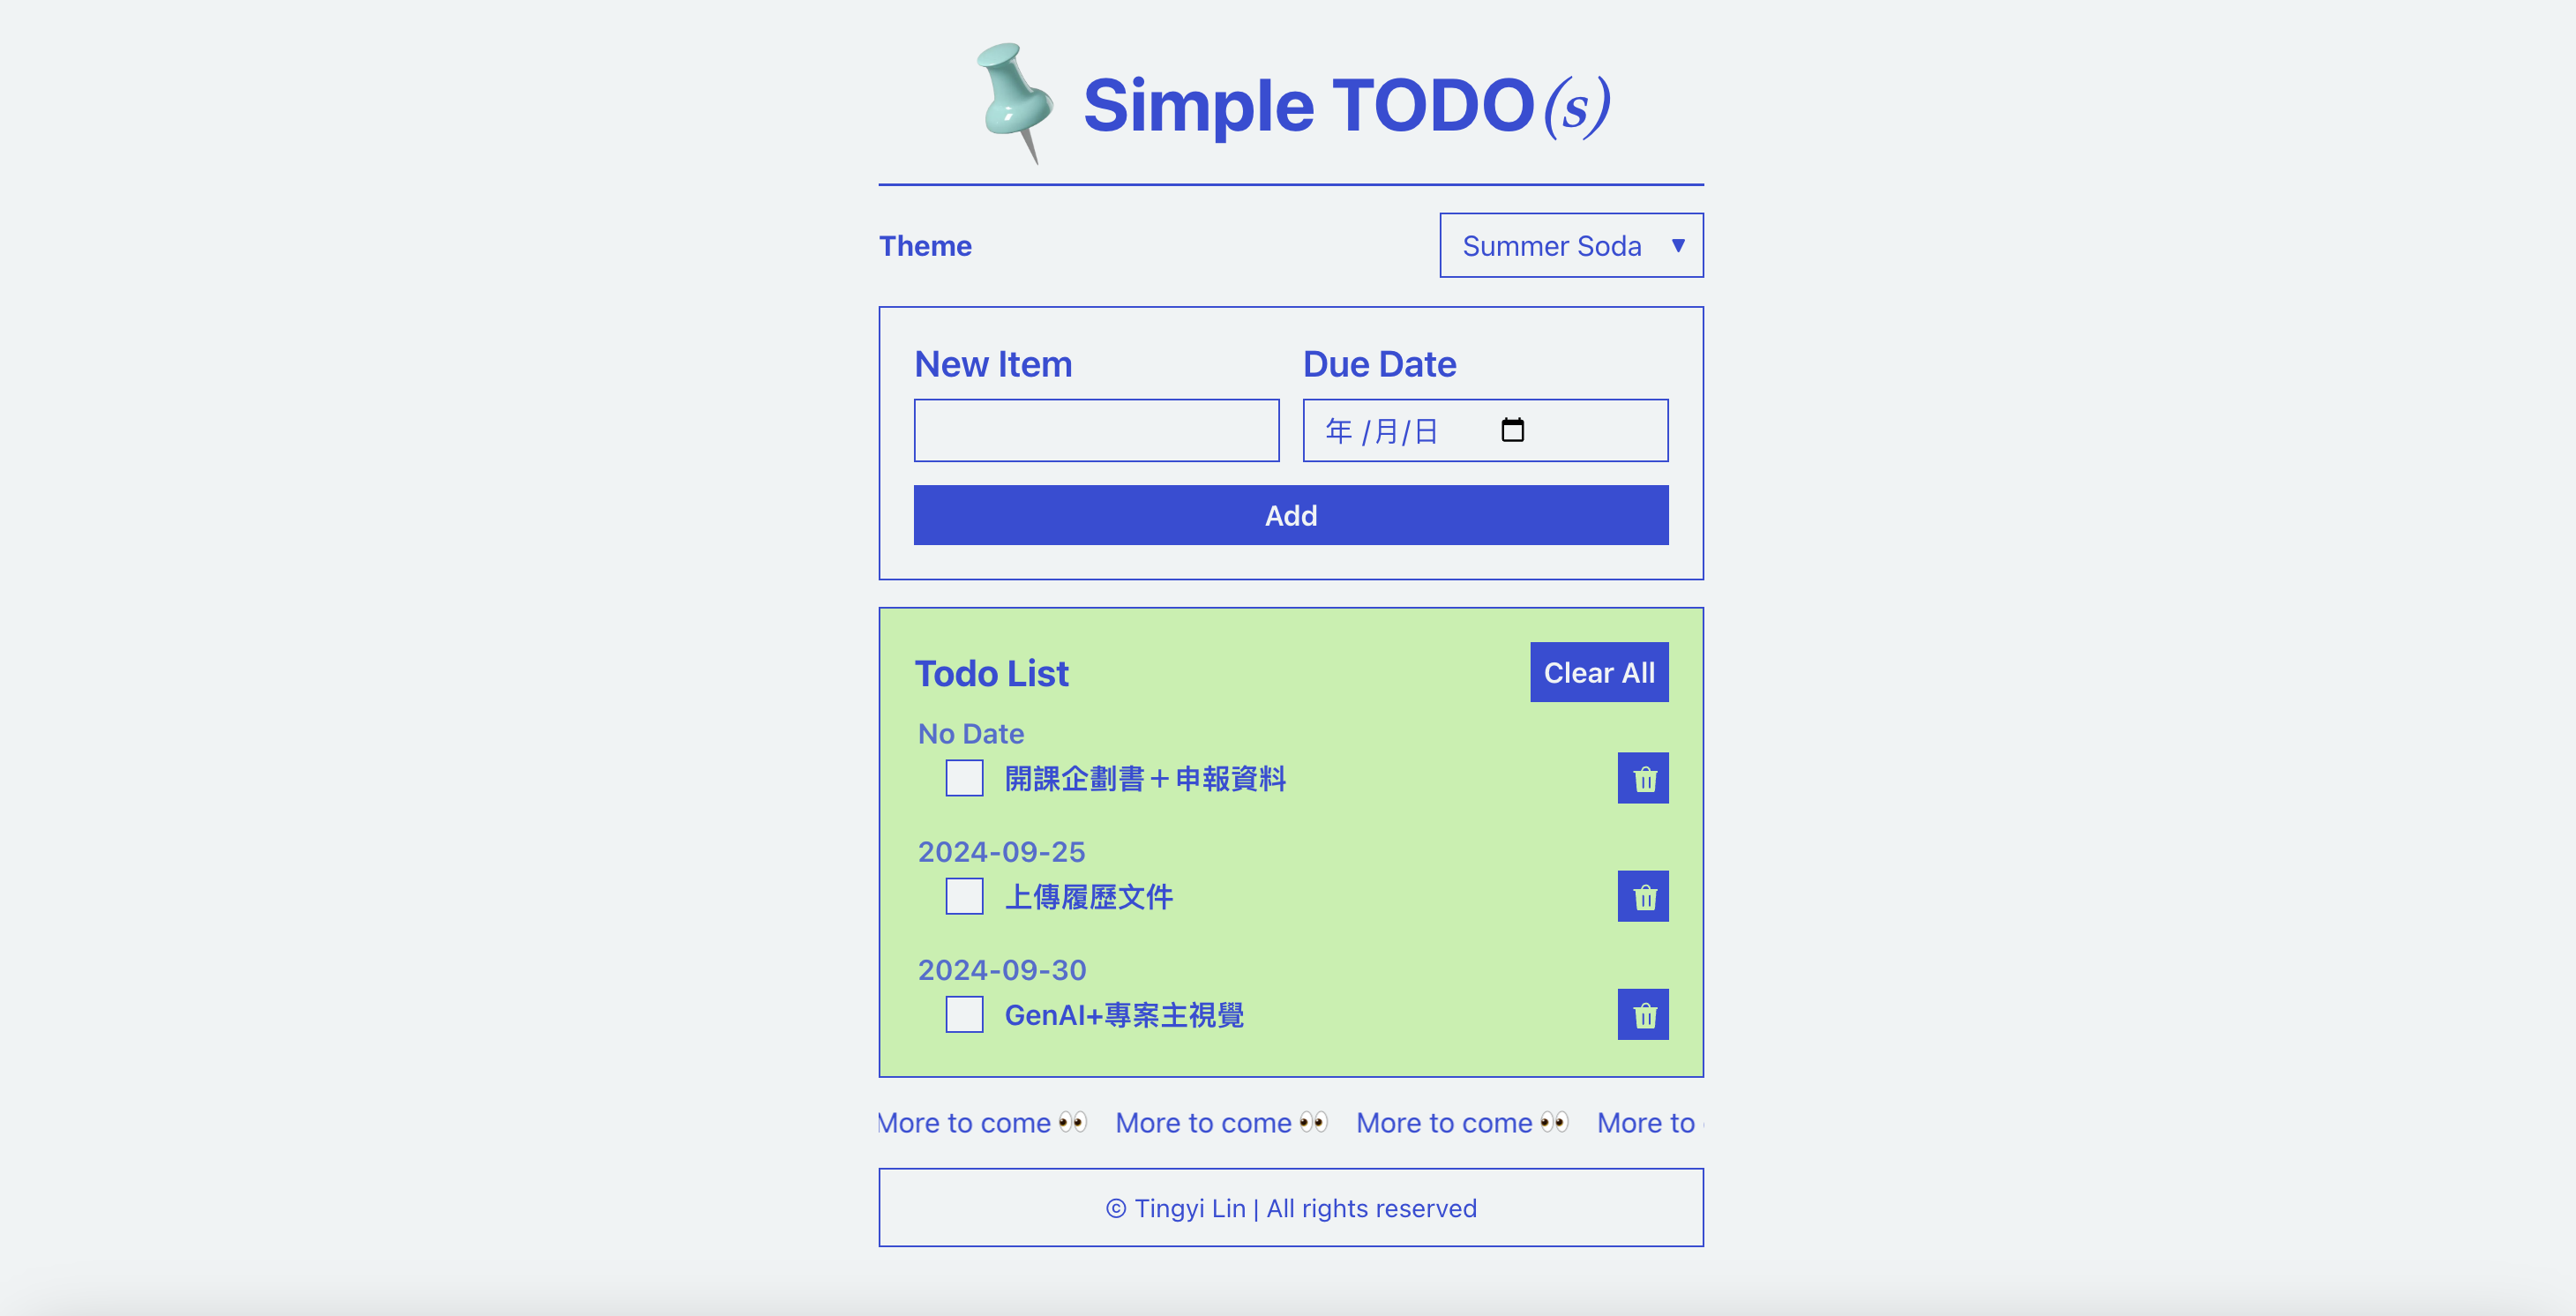 Simple TODO(s)
Theme
Summer Soda ▼
New Item
Due Date
年 /月/日
Add
Todo List
Clear All
No Date
開課企劃書＋申報資料
2024-09-25
上傳履歷文件
2024-09-30
GenAI+專案主視覺
More to come 👀 More to come 👀 More to come 👀 More to
© Tingyi Lin | All rights reserved